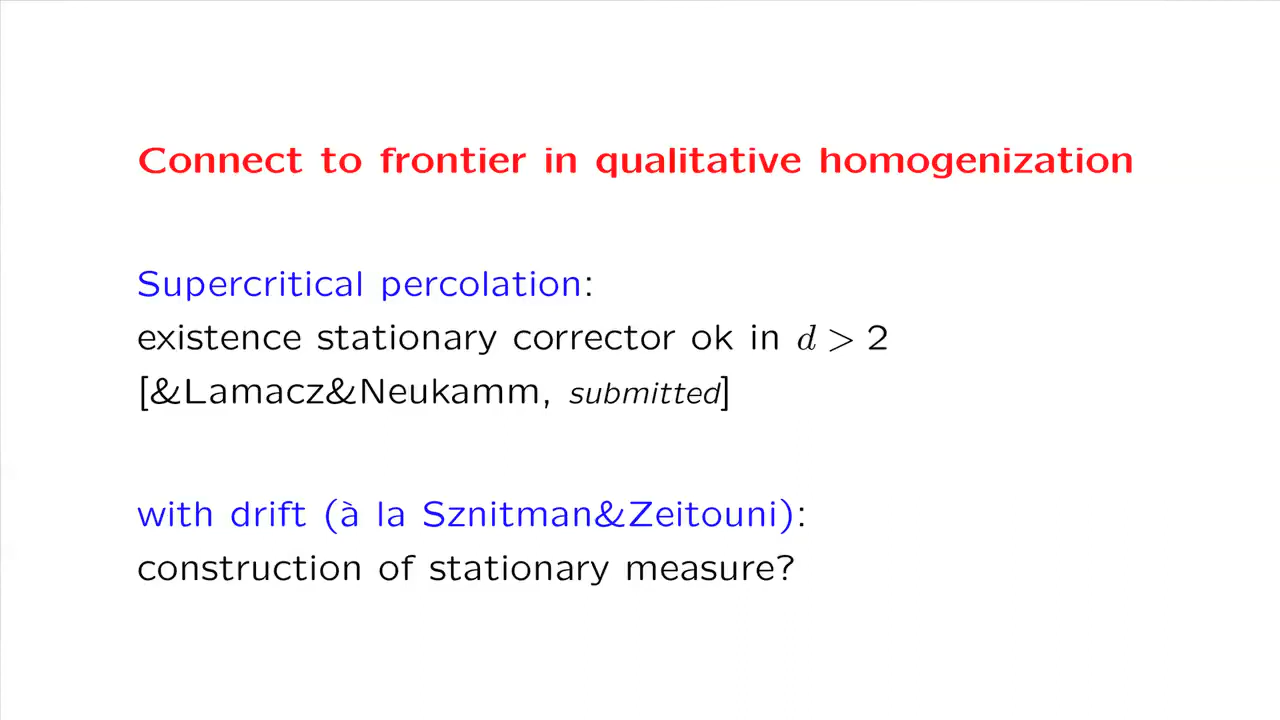 Connect to frontier in qualitative homogenization
Supercritical percolation:
existence stationary corrector ok in d > 2
[&Lamacz&Neukamm, submitted]
with drift (à la Sznitman&Zeitouni):
construction of stationary measure?